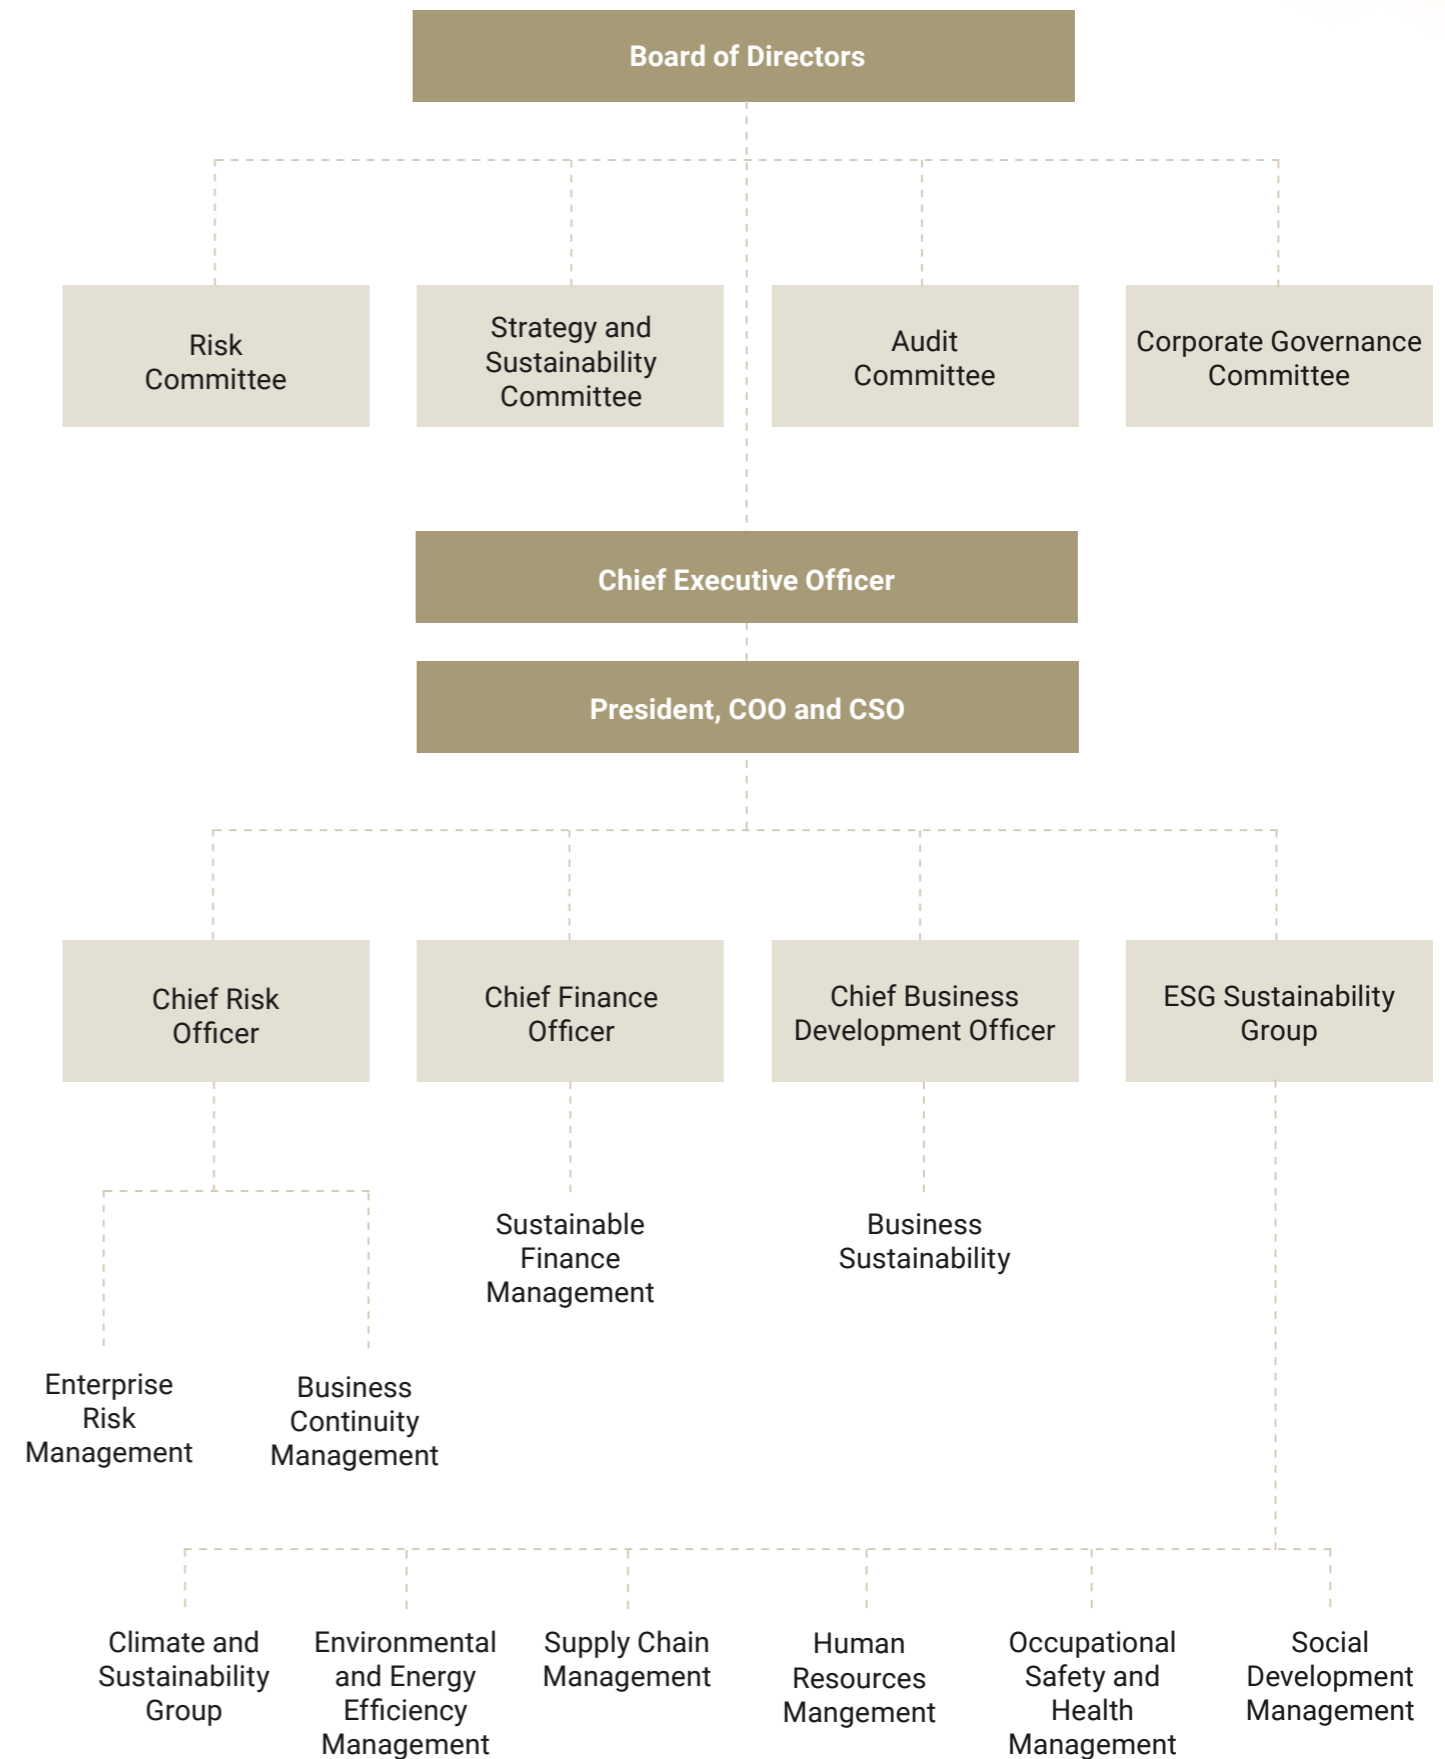 Board of Directors
Risk
Committee
Strategy and
Sustainability
Committee
Audit
Committee
Corporate Governance
Committee
Chief Executive Officer
President, COO and CSO
Chief Risk
Officer
Chief Finance
Officer
Chief Business
Development Officer
ESG Sustainability
Group
Sustainable
Finance
Management
Business
Sustainability
Enterprise
Risk
Management
Business
Continuity
Management
Climate and
Sustainability
Group
Environmental
and Energy
Efficiency
Management
Supply Chain
Management
Human
Resources
Mangement
Occupational
Safety and
Health
Management
Social
Development
Management